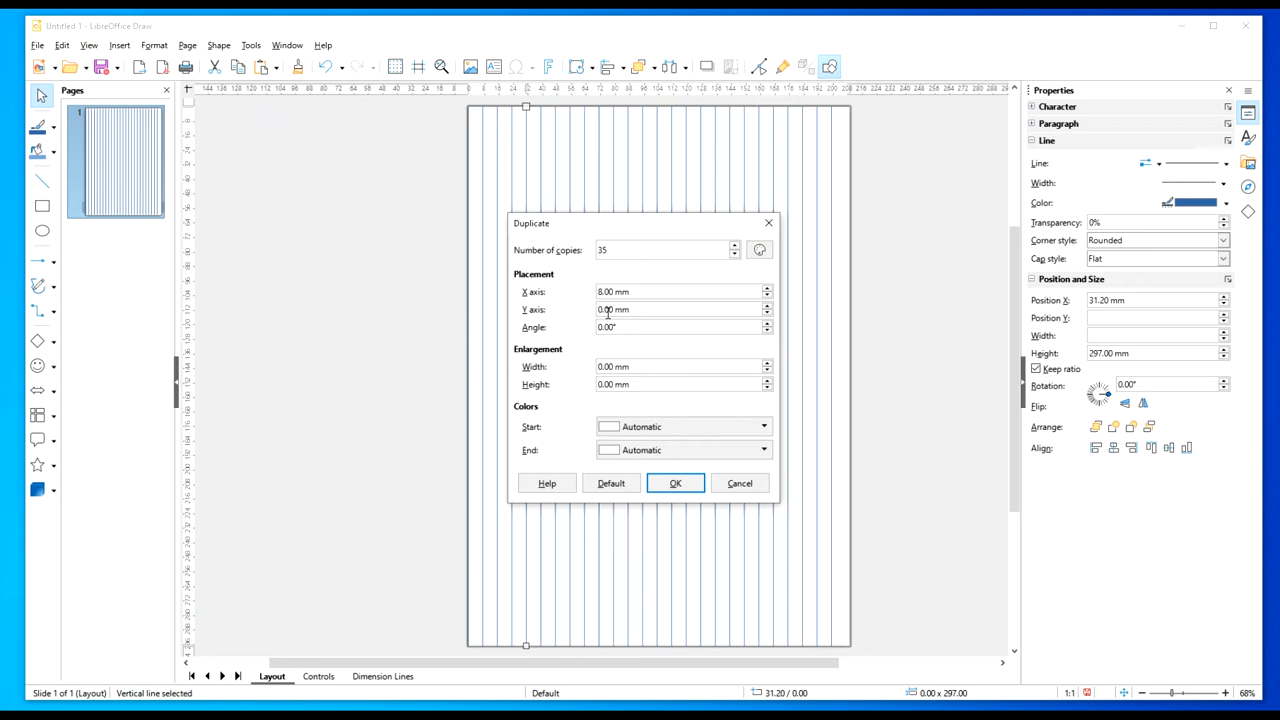 Untitled 1 - LibreOffice Draw
File Edit View Insert Format Page Shape Tools Window Help
Pages
1
Duplicate
Number of copies: 35
Placement
X axis: 8.00 mm
Y axis: 0.00 mm
Angle: 0.00°
Enlargement
Width: 0.00 mm
Height: 0.00 mm
Colors
Start: Automatic
End: Automatic
Help Default OK Cancel
Properties
Character
Paragraph
Line
Line:
Width:
Color:
Transparency: 0%
Corner style: Rounded
Cap style: Flat
Position and Size
Position X: 31.20 mm
Position Y:
Width:
Height: 297.00 mm
Keep ratio
Rotation: 0.00°
Flip:
Arrange:
Align:
Layout Controls Dimension Lines
Slide 1 of 1 (Layout) Vertical line selected Default 31.20 / 0.00 0.00 x 297.00 1:1 68%